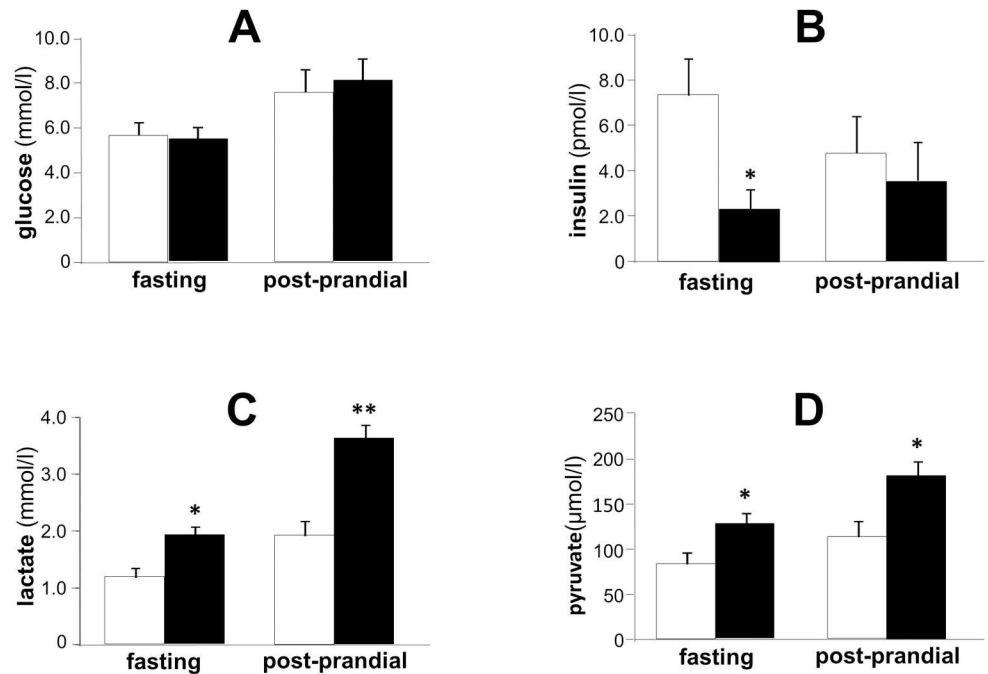 A
glucose (mmol/l)
10.0
8.0
6.0
4.0
2.0
0
fasting post-prandial
B
insulin (pmol/l)
10.0
8.0
6.0
4.0
2.0
0
*
fasting post-prandial
C
lactate (mmol/l)
4.0
3.0
2.0
1.0
0
*
**
fasting post-prandial
D
pyruvate(μmol/l)
250
200
150
100
50
0
*
*
fasting post-prandial